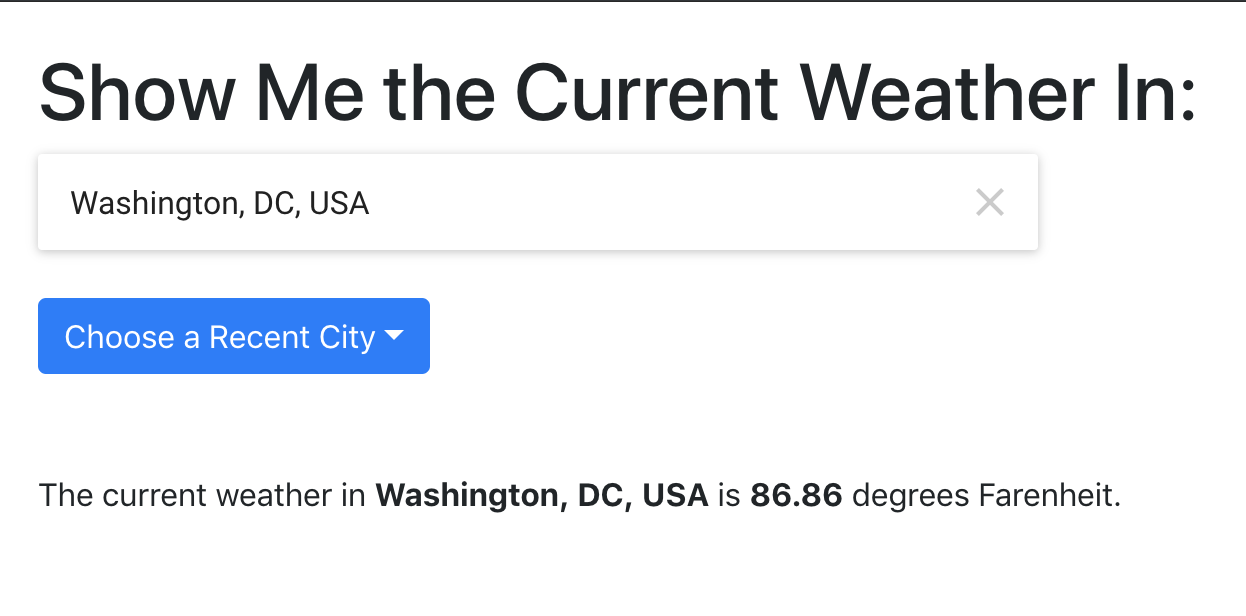 Show Me the Current Weather In:
Washington, DC, USA
Choose a Recent City
The current weather in Washington, DC, USA is 86.86 degrees Farenheit.